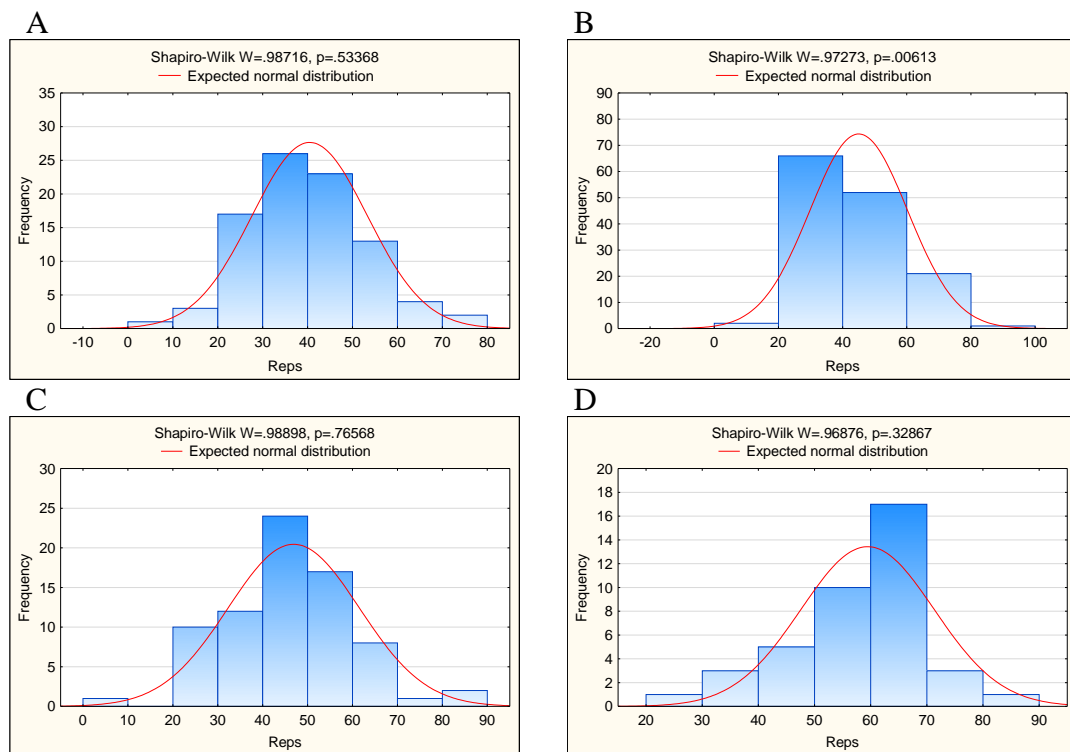 A
Shapiro-Wilk W=.98716, p=.53368
Expected normal distribution
35
30
25
20
15
10
5
0
Frequency
-10 0 10 20 30 40 50 60 70 80
Reps
B
Shapiro-Wilk W=.97273, p=.00613
Expected normal distribution
90
80
70
60
50
40
30
20
10
0
Frequency
-20 0 20 40 60 80 100
Reps
C
Shapiro-Wilk W=.98898, p=.76568
Expected normal distribution
30
25
20
15
10
5
0
Frequency
0 10 20 30 40 50 60 70 80 90
Reps
D
Shapiro-Wilk W=.96876, p=.32867
Expected normal distribution
20
18
16
14
12
10
8
6
4
2
0
Frequency
20 30 40 50 60 70 80 90
Reps